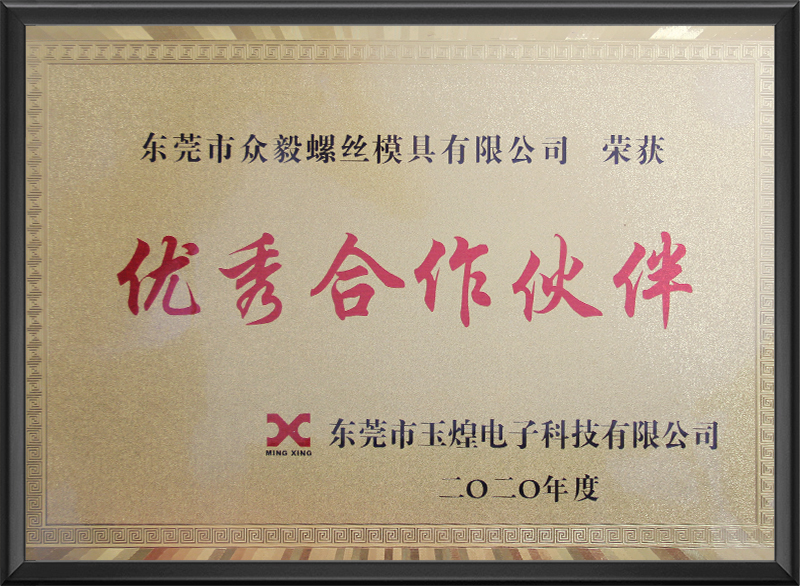 东莞市众毅螺丝模具有限公司 荣获
优秀合作伙伴
MING XING
东莞市玉煌电子科技有限公司
二〇二〇年度